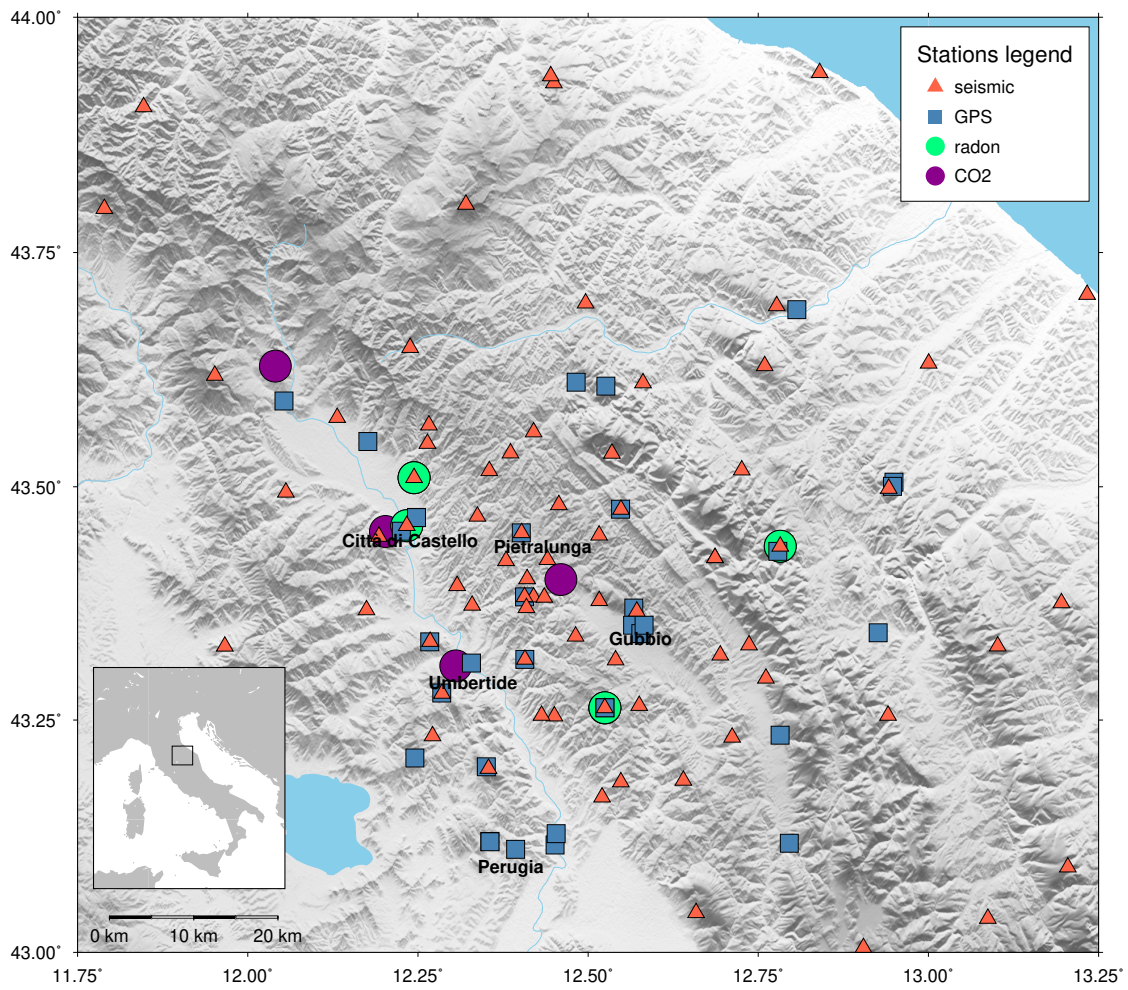 44.00°
43.75°
43.50°
43.25°
43.00°
11.75°
12.00°
12.25°
12.50°
12.75°
13.00°
13.25°
Stations legend
seismic
GPS
radon
CO2
Città di Castello
Pietralunga
Gubbio
Umbertide
Perugia
0 km
10 km
20 km